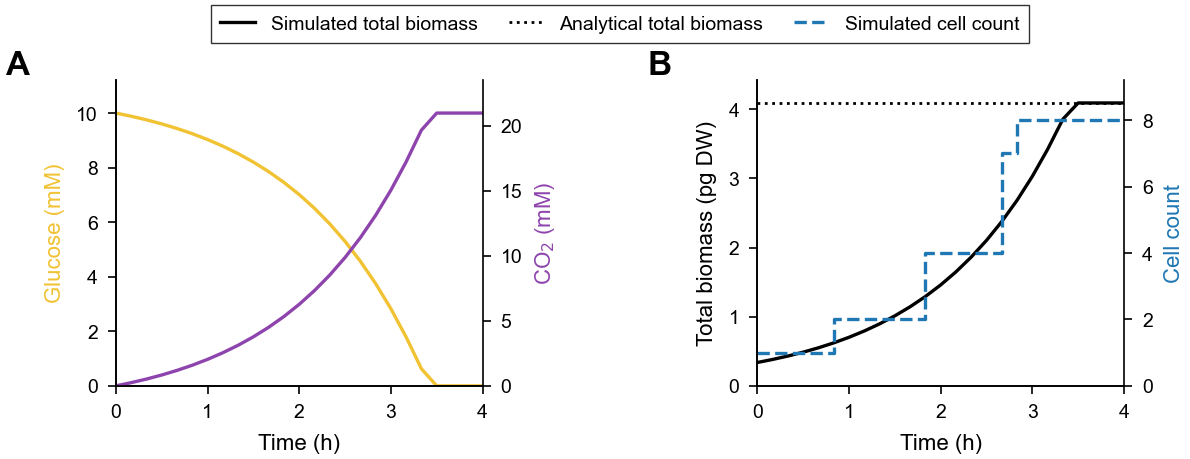 Simulated total biomass Analytical total biomass Simulated cell count
A
B
Glucose (mM)
10
8
6
4
2
0
0 1 2 3 4
Time (h)
20
15
10
5
0
CO₂ (mM)
Total biomass (pg DW)
4
3
2
1
0
0 1 2 3 4
Time (h)
8
6
4
2
0
Cell count